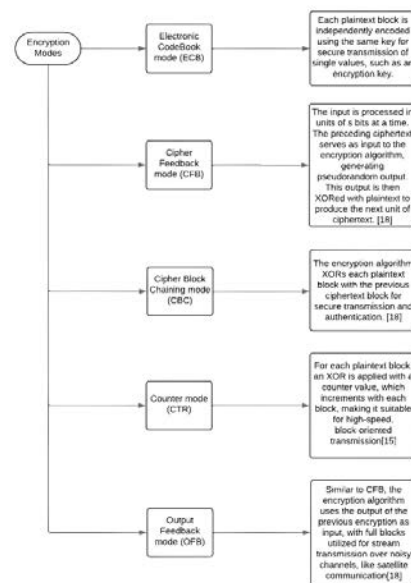 Encryption
Modes
Electronic
CodeBook
mode (ECB)
Each plaintext block is
independently encoded
using the same key for
secure transmission of
single values, such as an
encryption key.
Cipher
Feedback
mode (CFB)
The input is processed in
units of s bits at a time.
The preceding ciphertext
serves as input to the
encryption algorithm,
generating
pseudorandom output.
This output is then
XORed with plaintext to
produce the next unit of
ciphertext. [18]
Cipher Block
Chaining mode
(CBC)
The encryption algorithm
XORs each plaintext
block with the previous
ciphertext block for
secure transmission and
authentication. [18]
Counter mode
(CTR)
For each plaintext block,
an XOR is applied with a
counter value, which
increments with each
block, making it suitable
for high-speed,
block-oriented
transmission[15]
Output
Feedback
mode (OFB)
Similar to CFB, the
encryption algorithm
uses the output of the
previous encryption as
input, with full blocks
utilized for stream
transmission over noisy
channels, like satellite
communication[18]